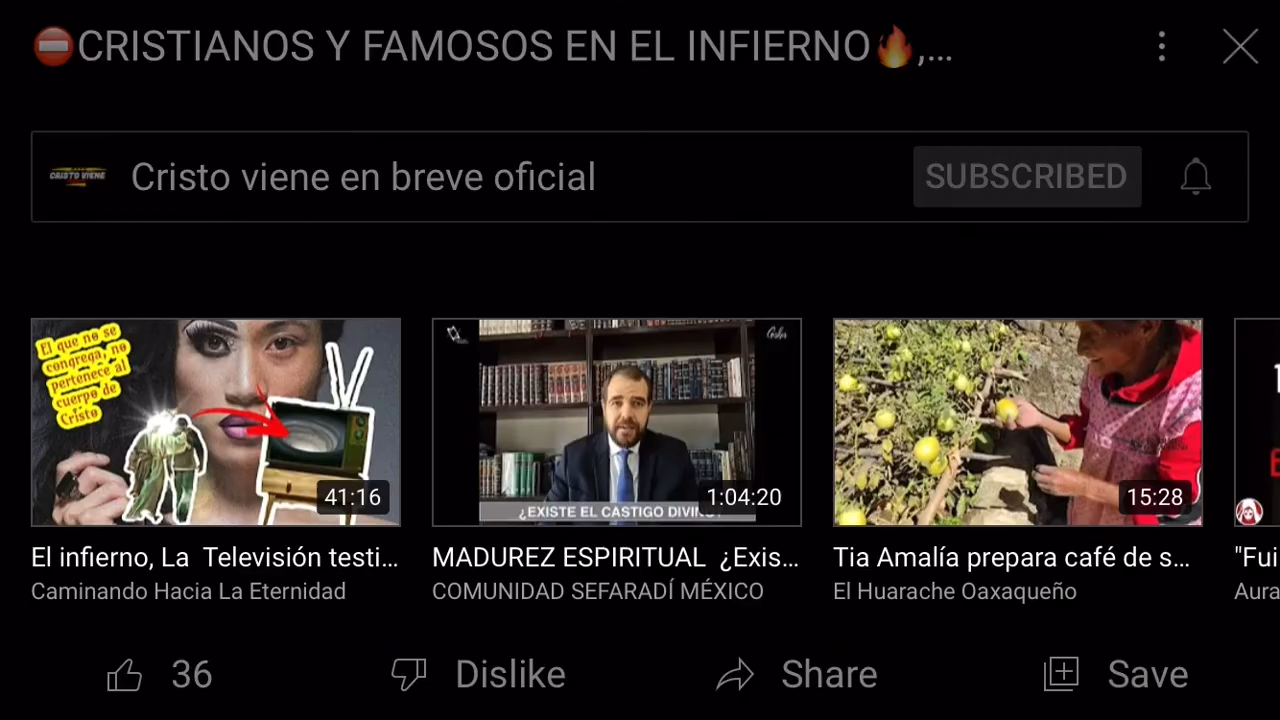 ⛔CRISTIANOS Y FAMOSOS EN EL INFIERNO🔥,...
CRISTO VIENE
Cristo viene en breve oficial
SUBSCRIBED
El que no se
congrega, no
pertenece al
cuerpo de
Cristo
41:16
¿EXISTE EL CASTIGO DIVINO?
1:04:20
15:28
El infierno, La Televisión testi...
Caminando Hacia La Eternidad
MADUREZ ESPIRITUAL ¿Exis...
COMUNIDAD SEFARADÍ MÉXICO
Tia Amalía prepara café de s...
El Huarache Oaxaqueño
"Fui
Aura
36
Dislike
Share
Save